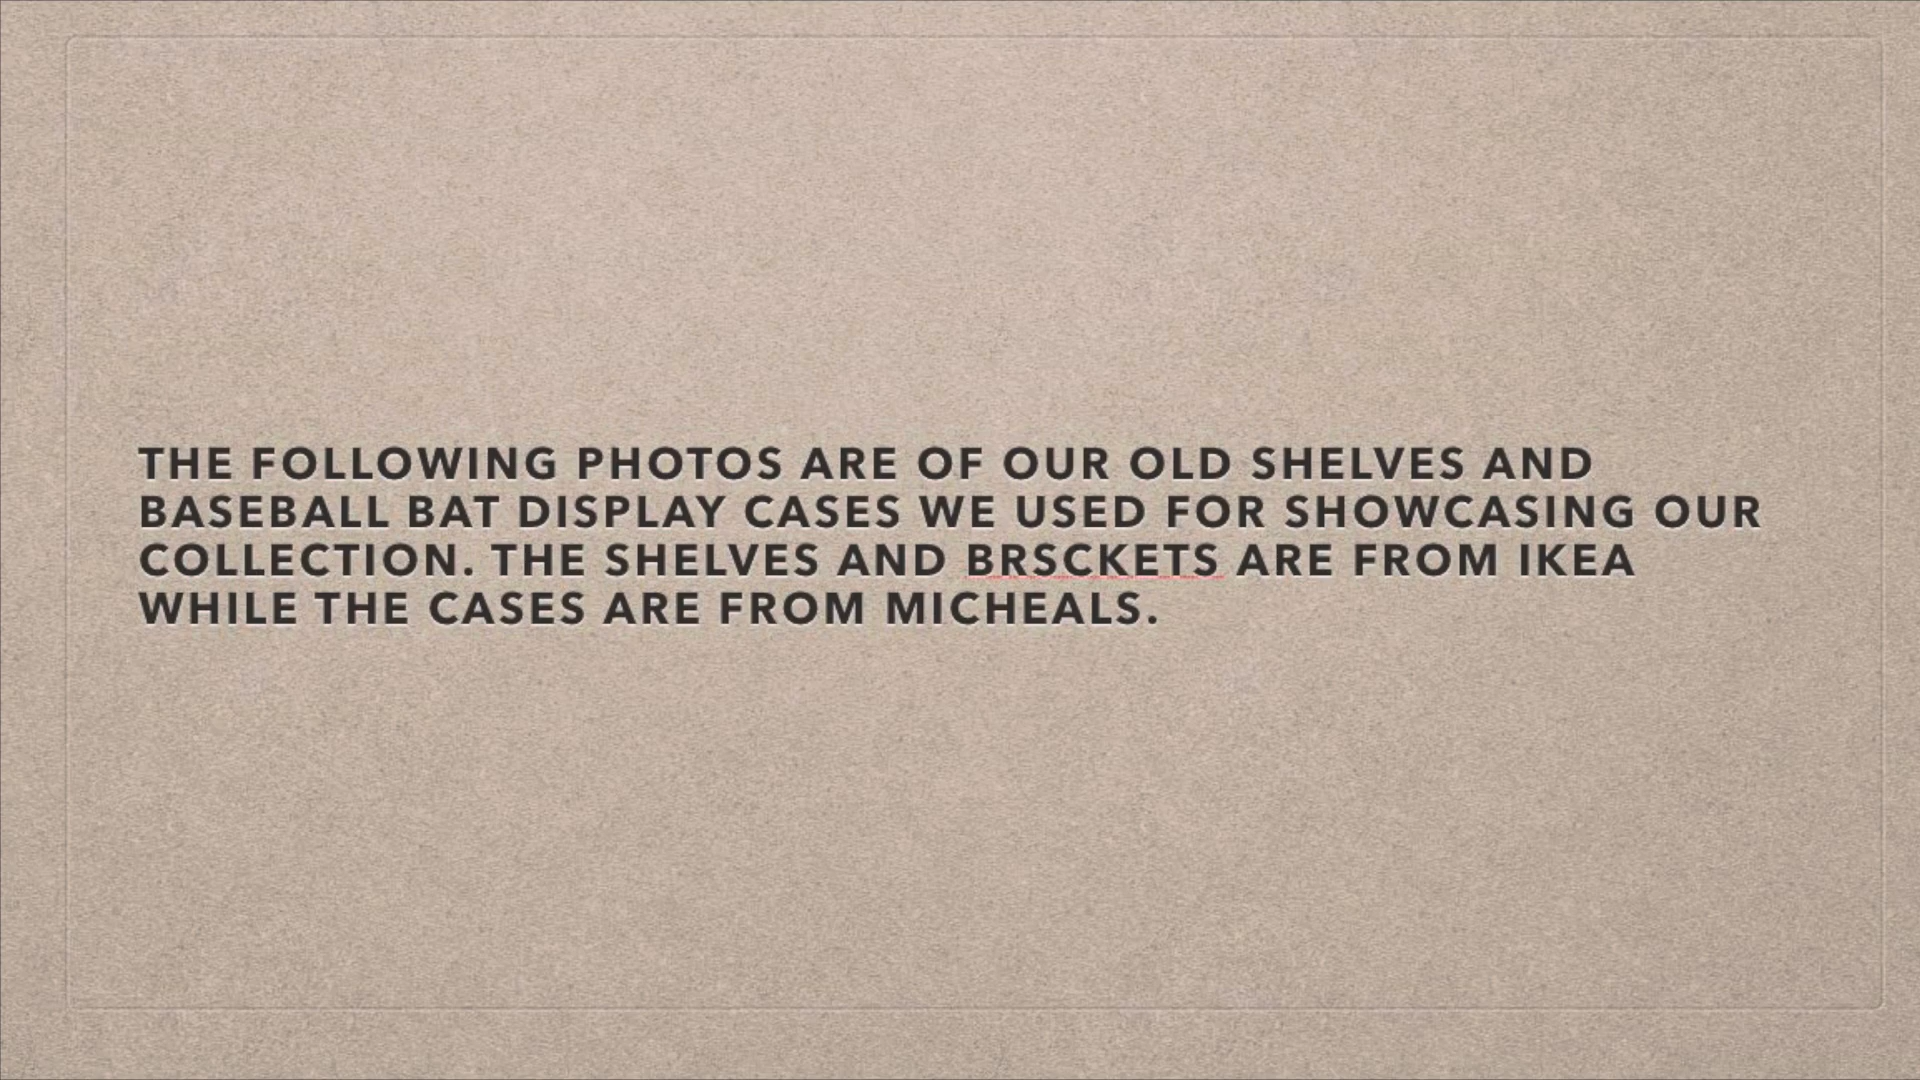 THE FOLLOWING PHOTOS ARE OF OUR OLD SHELVES AND
BASEBALL BAT DISPLAY CASES WE USED FOR SHOWCASING OUR
COLLECTION. THE SHELVES AND BRSCKETS ARE FROM IKEA
WHILE THE CASES ARE FROM MICHEALS.